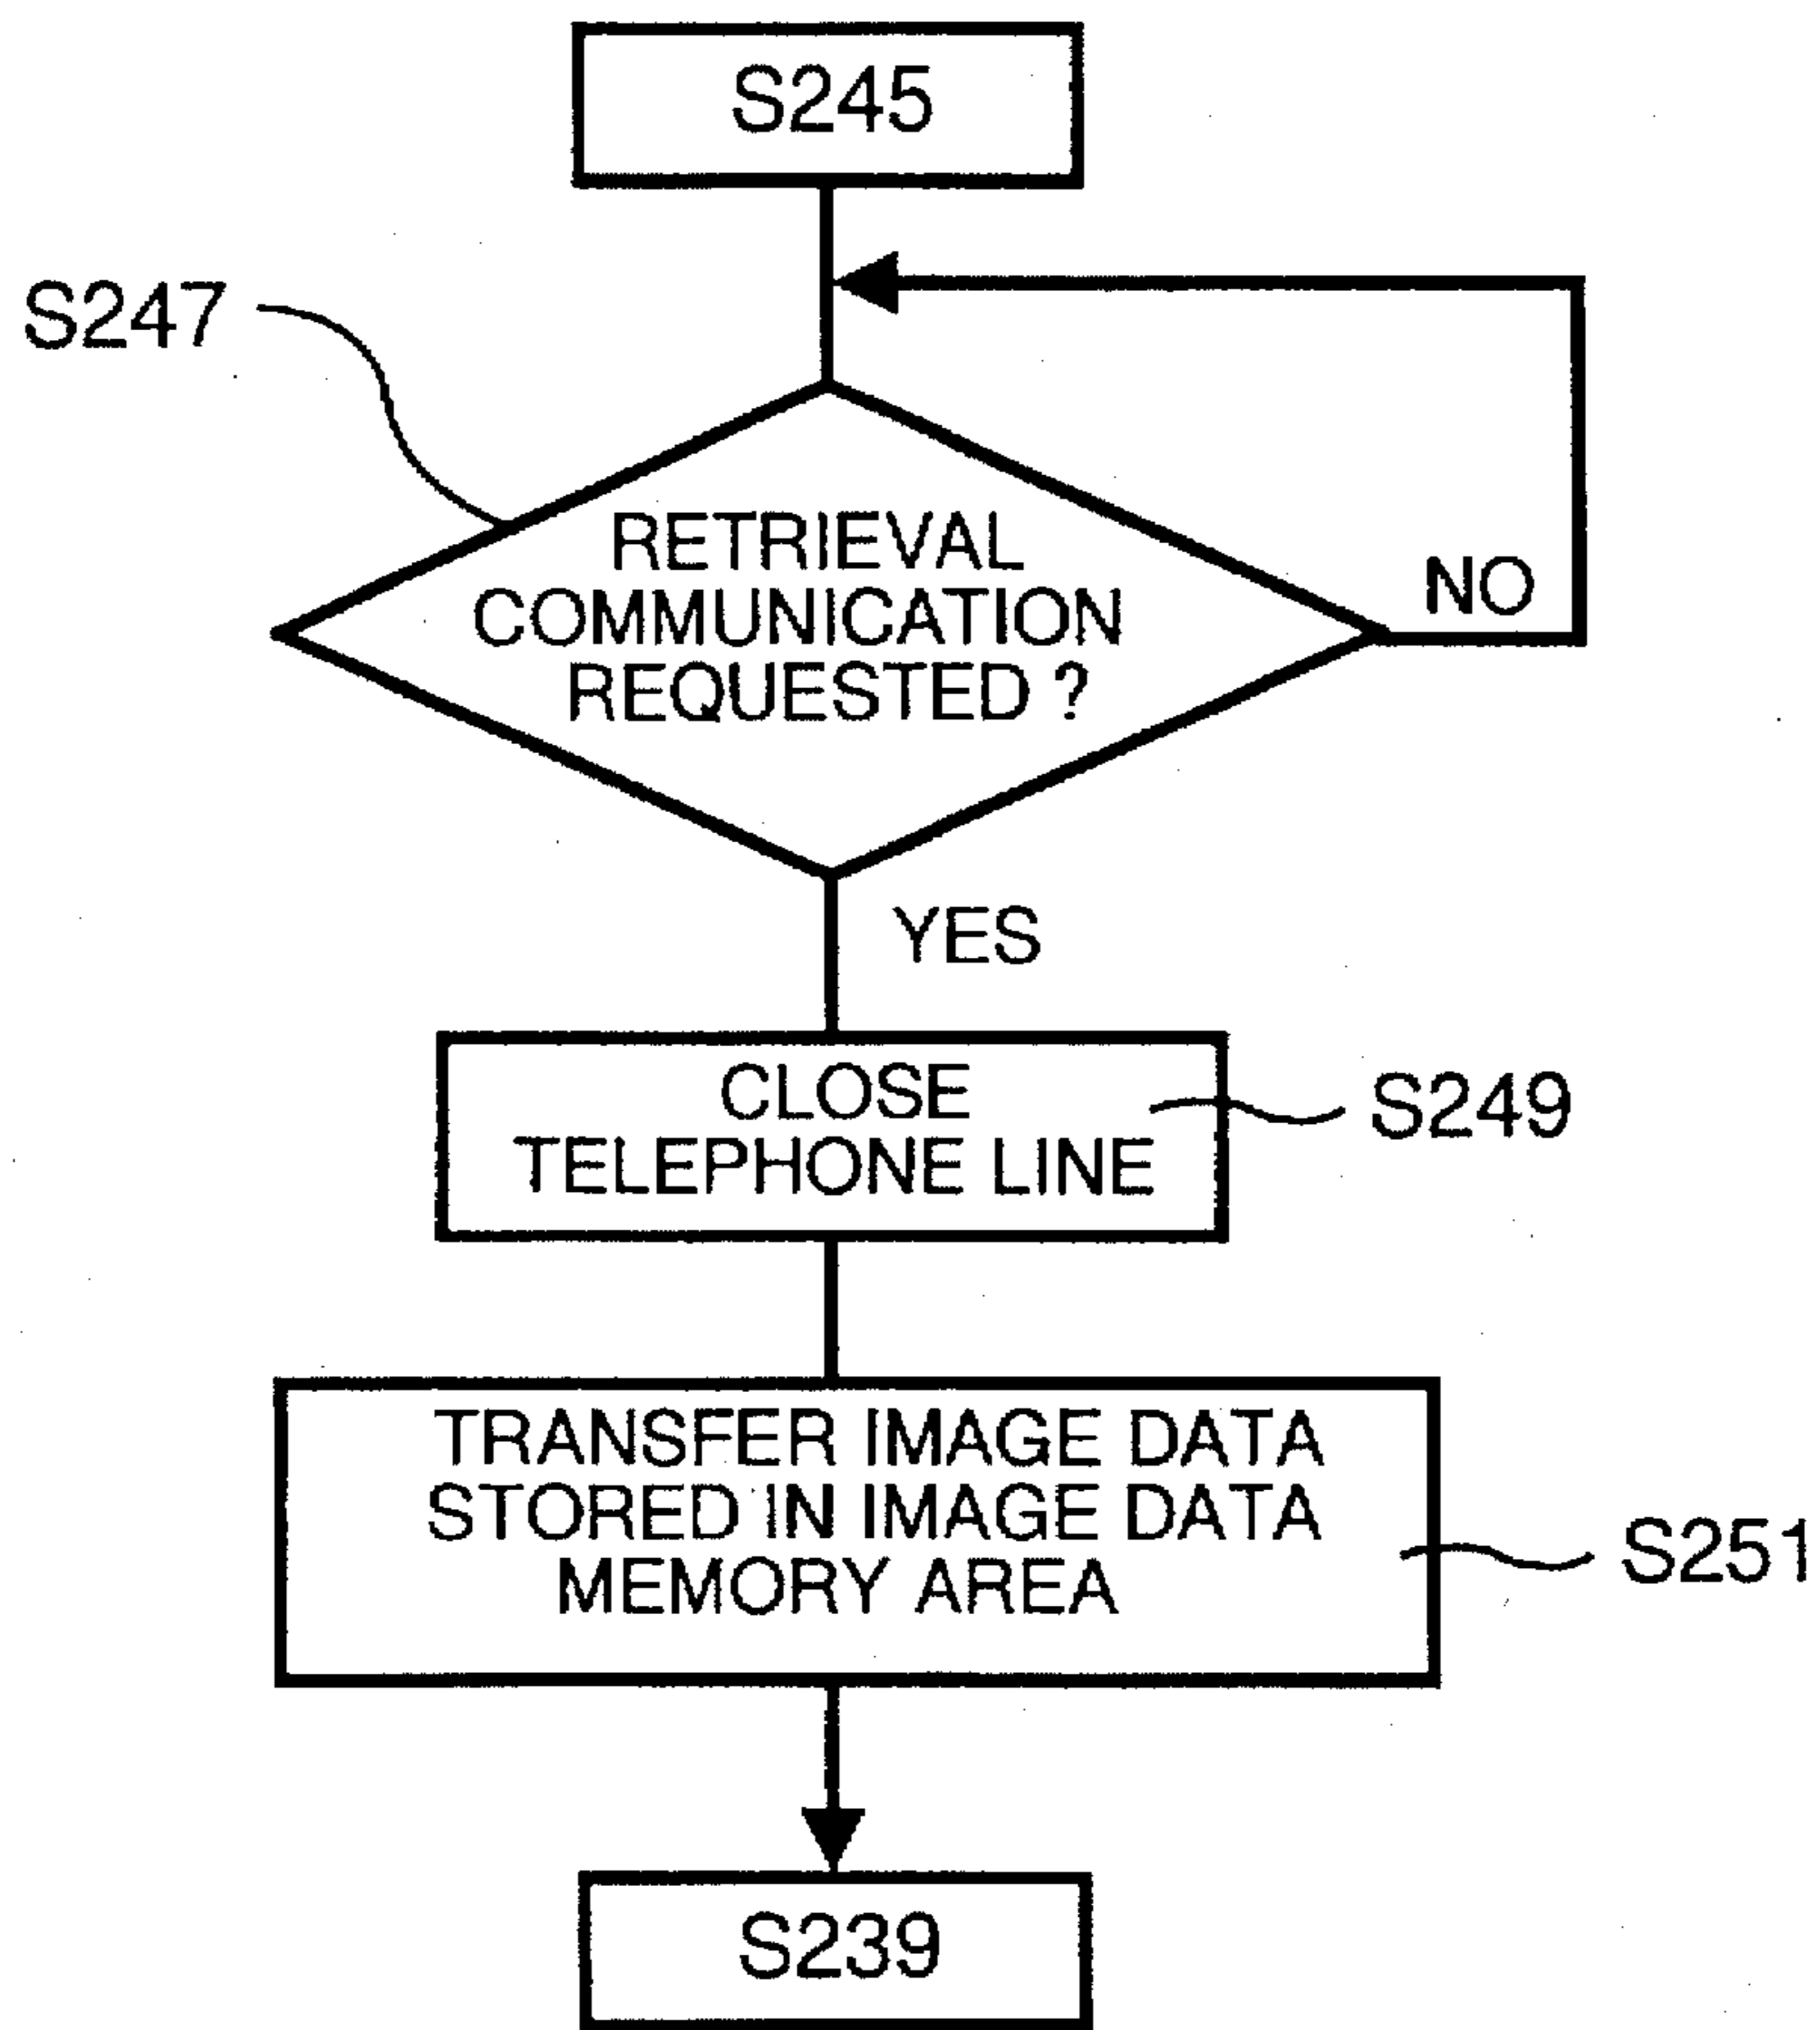 S245
S247
RETRIEVAL
COMMUNICATION
REQUESTED ?
NO
YES
CLOSE
TELEPHONE LINE
S249
TRANSFER IMAGE DATA
STORED IN IMAGE DATA
MEMORY AREA
S251
S239